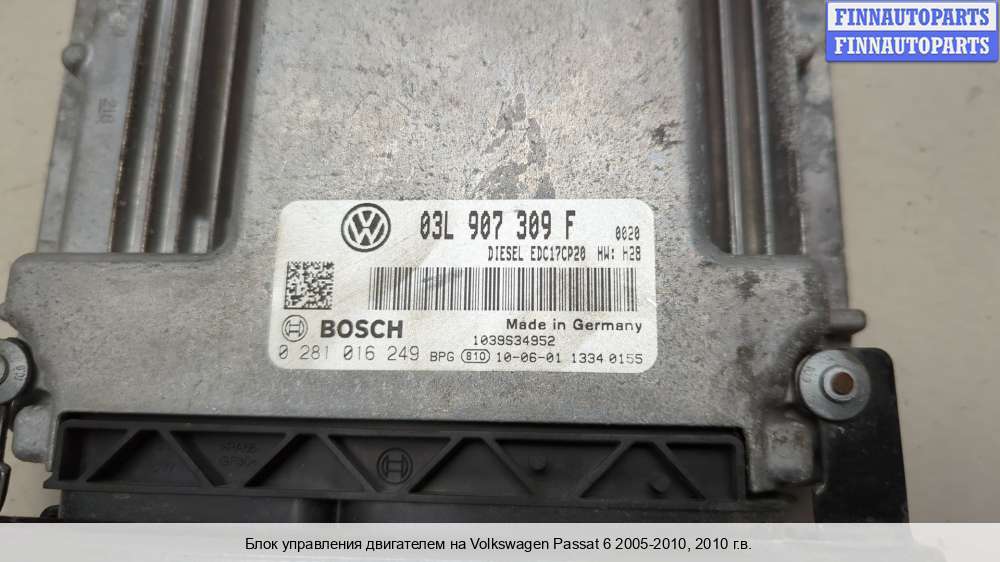 FINNAUTOPARTS
FINNAUTOPARTS
03L 907 309 F 0020
DIESEL EDC17CP20 HW: H28
BOSCH
Made in Germany
1039S34952
0 281 016 249 BPG 810 10-06-01 1334 0155
Блок управления двигателем на Volkswagen Passat 6 2005-2010, 2010 г.в.